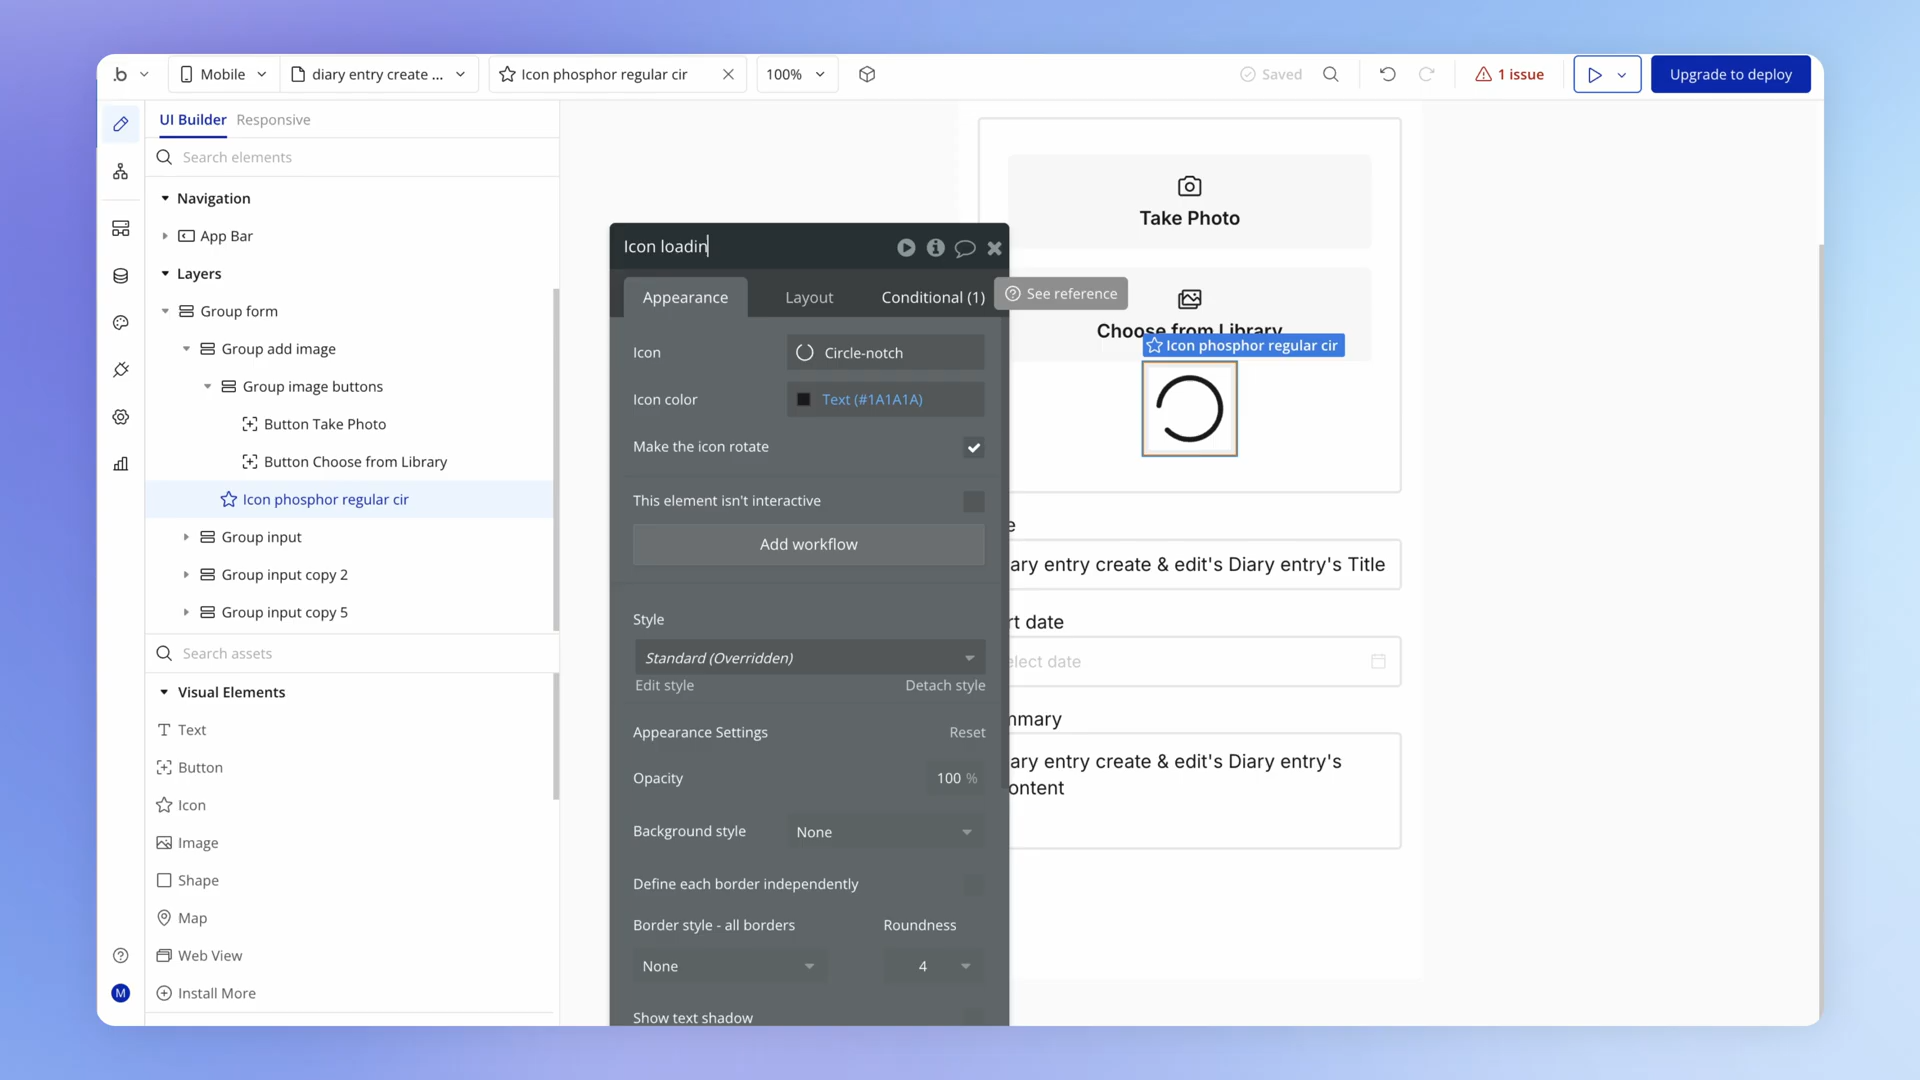 Mobile
diary entry create ...
Icon phosphor regular cir
100%
Saved
1 issue
Upgrade to deploy
UI Builder
Responsive
Search elements
Navigation
App Bar
Layers
Group form
Group add image
Group image buttons
Button Take Photo
Button Choose from Library
Icon phosphor regular cir
Group input
Group input copy 2
Group input copy 5
Search assets
Visual Elements
Text
Button
Icon
Image
Shape
Map
Web View
Install More
M
Icon loadin
Appearance
Layout
Conditional (1)
See reference
Icon
Circle-notch
Icon color
Text (#1A1A1A)
Make the icon rotate
This element isn't interactive
Add workflow
Style
Standard (Overridden)
Edit style
Detach style
Appearance Settings
Reset
Opacity
100 %
Background style
None
Define each border independently
Border style - all borders
Roundness
None
4
Show text shadow
Take Photo
Choose from Library
Icon phosphor regular cir
e
ary entry create & edit's Diary entry's Title
rt date
elect date
mmary
ary entry create & edit's Diary entry's
ontent